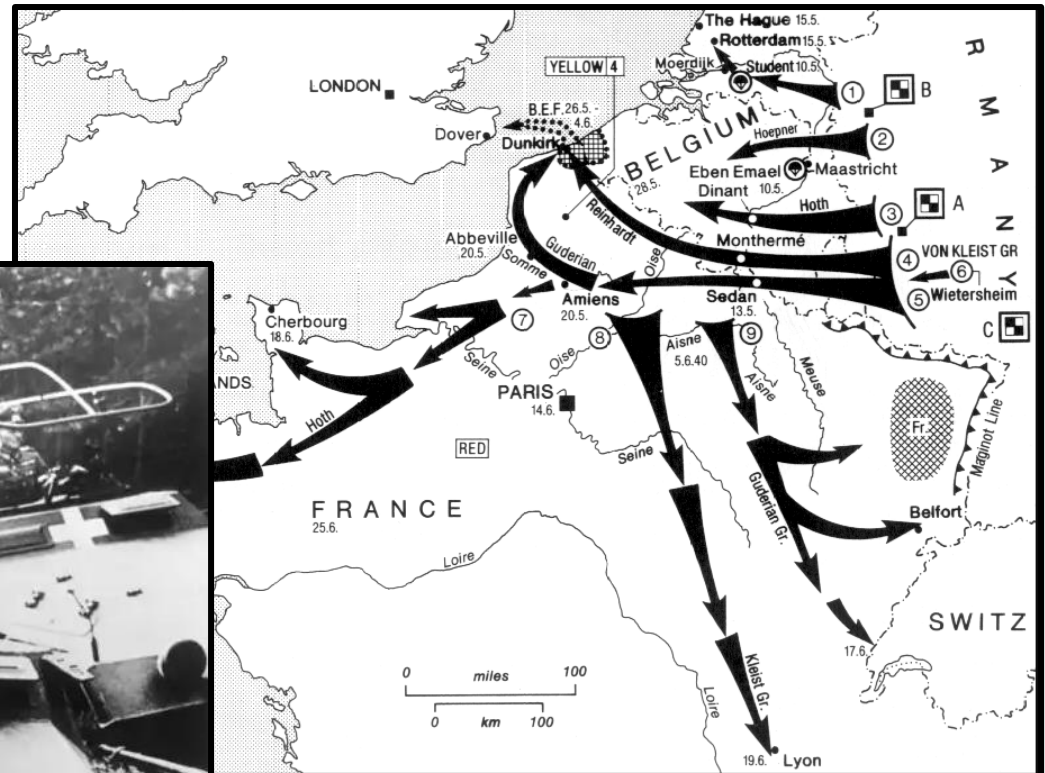 The Hague 15.5.
Rotterdam 15.5.
Moerdijk
Student 10.5.
YELLOW 4
LONDON
B.E.F. 26.5. -
4.6.
Dover
Dunkirk
BELGIUM
28.5.
Hoepner
Eben Emael
10.5.
Maastricht
Dinant
Hoth
Reinhardt
Monthermé
Abbeville
20.5.
Guderian
Somme
Oise
Amiens
20.5.
Sedan
13.5.
1
2
3
4
5
6
B
A
C
VON KLEIST GR
Wietersheim
RMANY
Cherbourg
18.6.
ANDS
7
8
9
Seine
Oise
Aisne
5.6.40
Aisne
Meuse
PARIS
14.6.
Seine
Hoth
RED
Fr.
Maginot Line
FRANCE
25.6.
Belfort
Guderian Gr.
Loire
SWITZ
17.6.
0 miles 100
0 km 100
Kleist Gr.
Loire
19.6.
Lyon